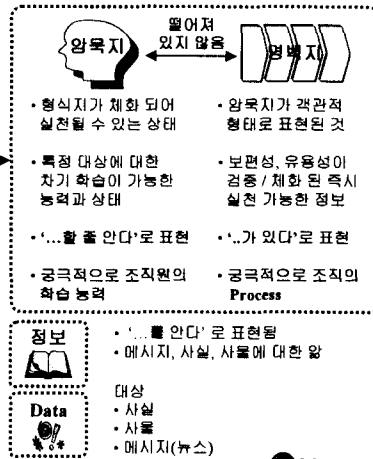 떨어져
있지 않음
암묵지
명백지
• 형식지가 체화 되어
실천될 수 있는 상태
• 특정 대상에 대한
차기 학습이 가능한
능력과 상태
• ‘…할 줄 안다’로 표현
• 궁극적으로 조직원의
학습 능력
• 암묵지가 객관적
형태로 표현된 것
• 보편성, 유용성이
검증 / 체화 된 즉시
실천 가능한 정보
• ‘..가 있다’로 표현
• 궁극적으로 조직의
Process
정보
• ‘…를 안다’ 로 표현됨
• 메시지, 사실, 사물에 대한 앎
Data
대상
• 사실
• 사물
• 메시지(뉴스)